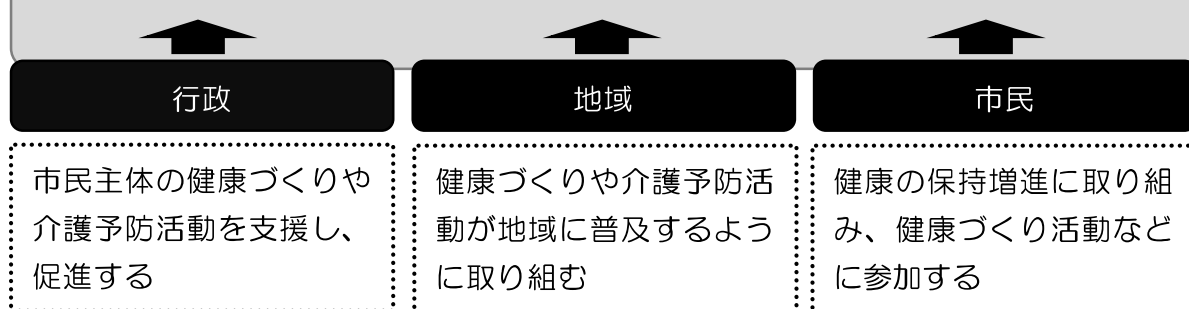 行政
市民主体の健康づくりや
介護予防活動を支援し、
促進する
地域
健康づくりや介護予防活
動が地域に普及するよう
に取り組む
市民
健康の保持増進に取り組
み、健康づくり活動など
に参加する